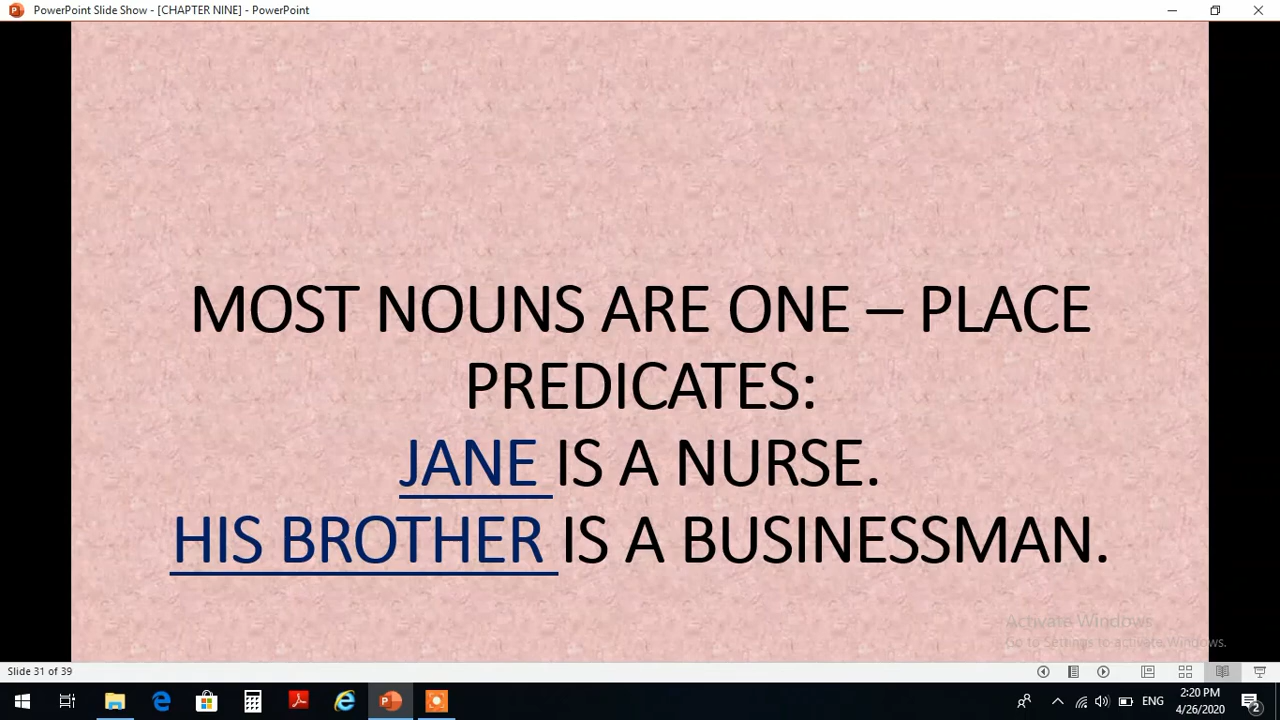 PowerPoint Slide Show - [CHAPTER NINE] - PowerPoint
MOST NOUNS ARE ONE – PLACE
PREDICATES:
JANE IS A NURSE.
HIS BROTHER IS A BUSINESSMAN.
Activate Windows
Go to Settings to activate Windows.
Slide 31 of 39
ENG
2:20 PM
4/26/2020
2